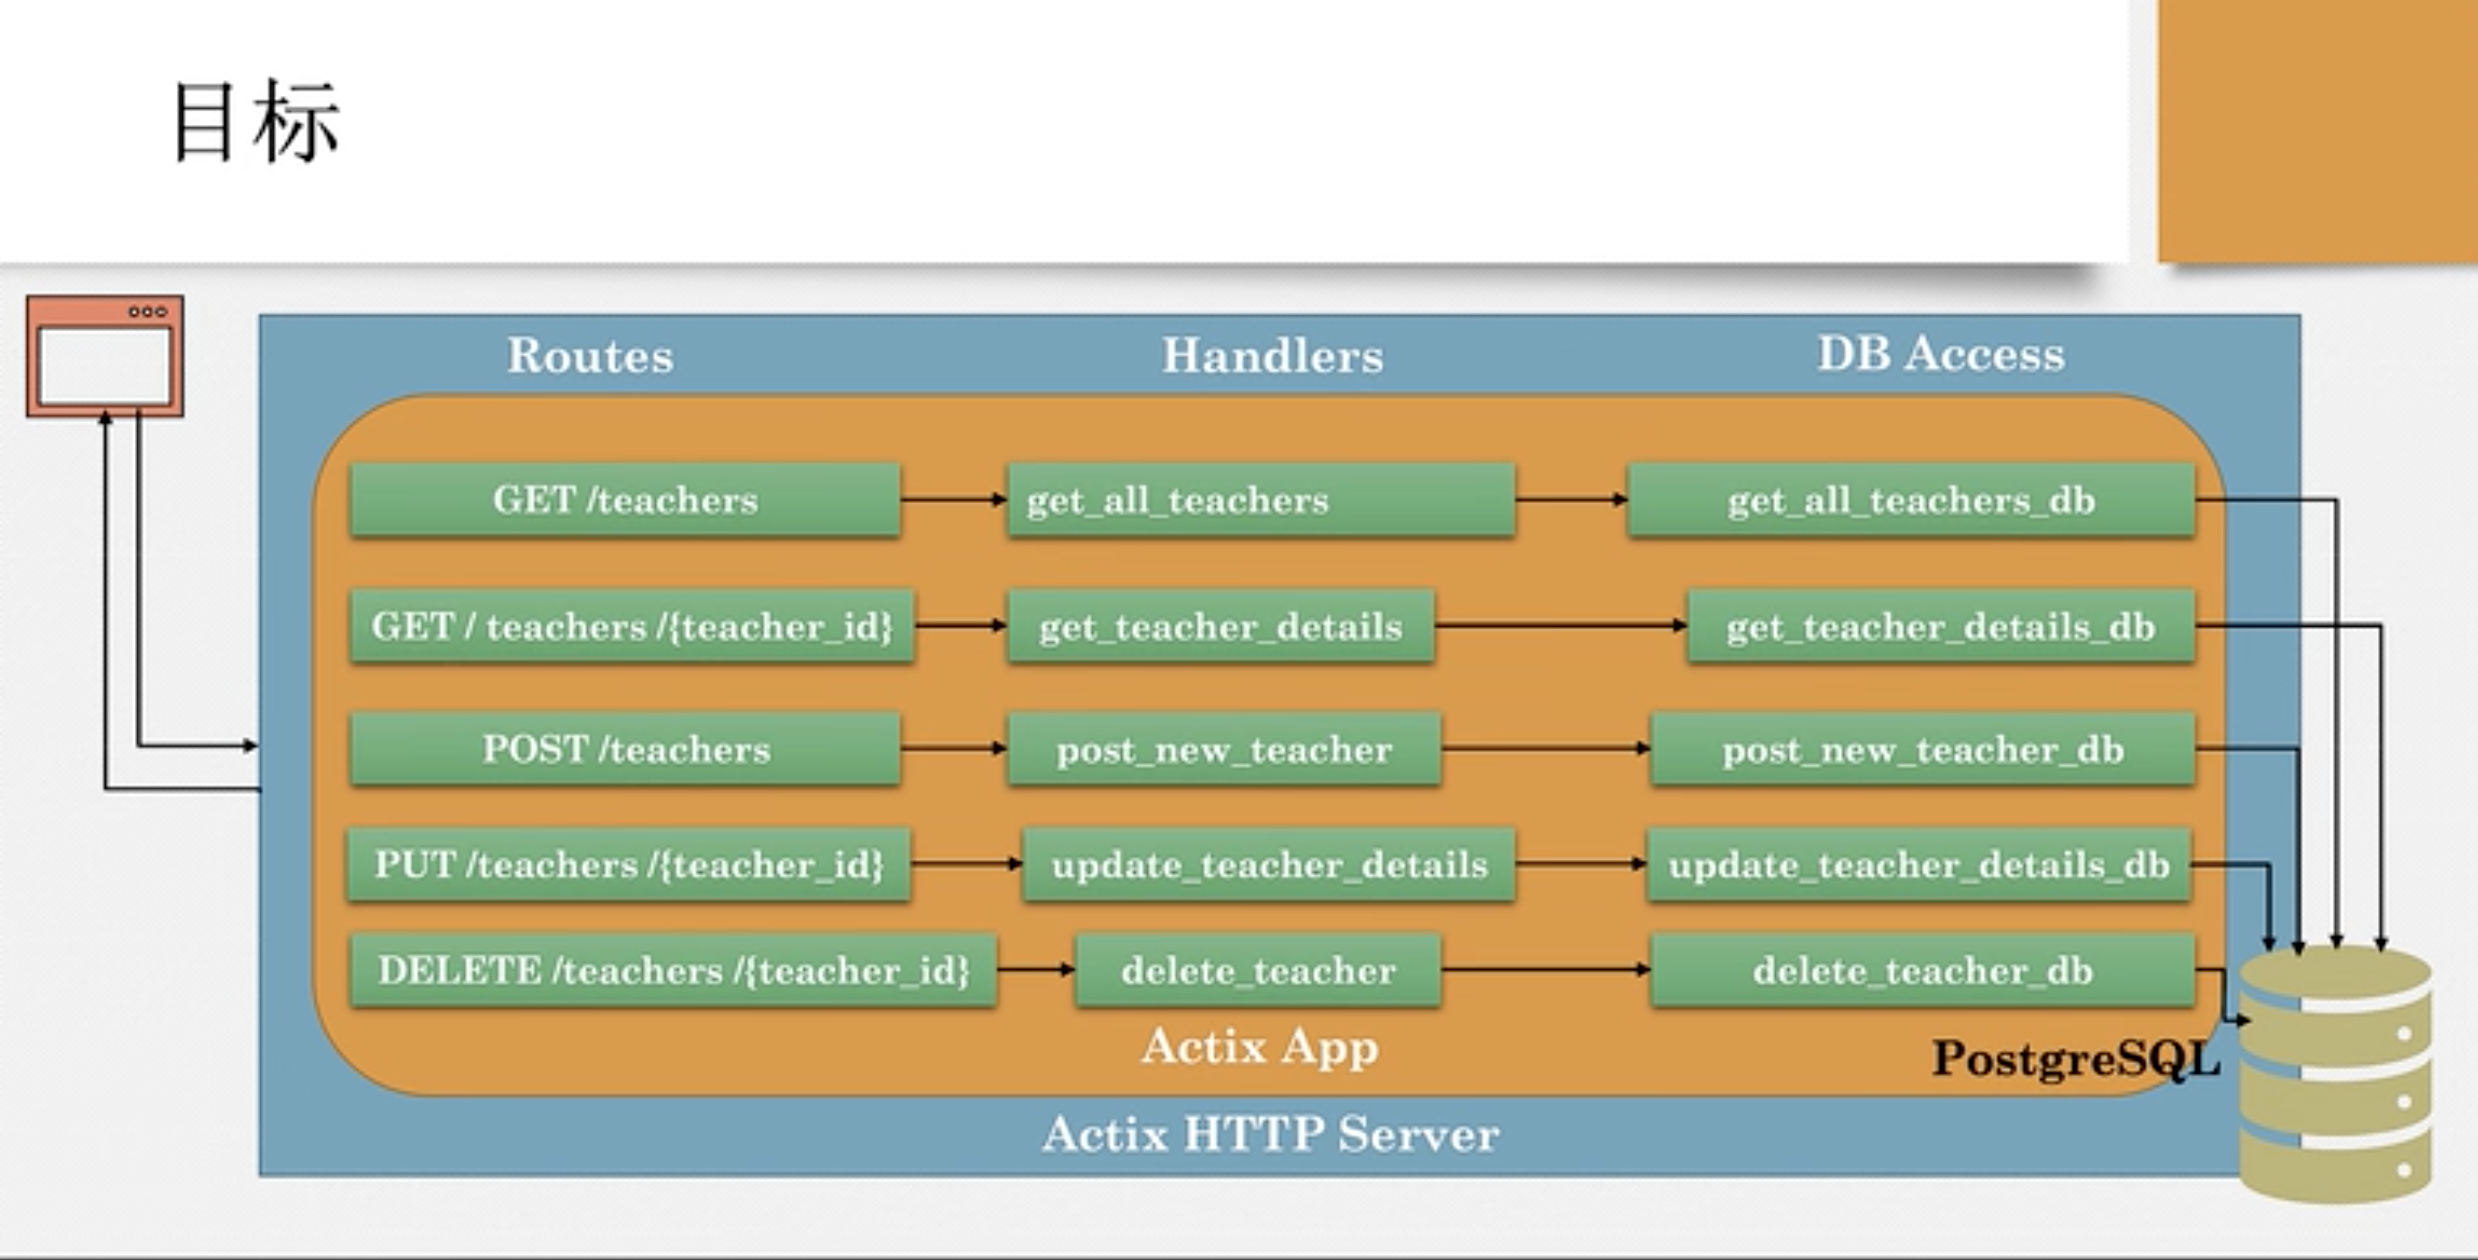 目标
Routes
Handlers
DB Access
GET /teachers
get_all_teachers
get_all_teachers_db
GET / teachers /{teacher_id}
get_teacher_details
get_teacher_details_db
POST /teachers
post_new_teacher
post_new_teacher_db
PUT /teachers /{teacher_id}
update_teacher_details
update_teacher_details_db
DELETE /teachers /{teacher_id}
delete_teacher
delete_teacher_db
Actix App
PostgreSQL
Actix HTTP Server